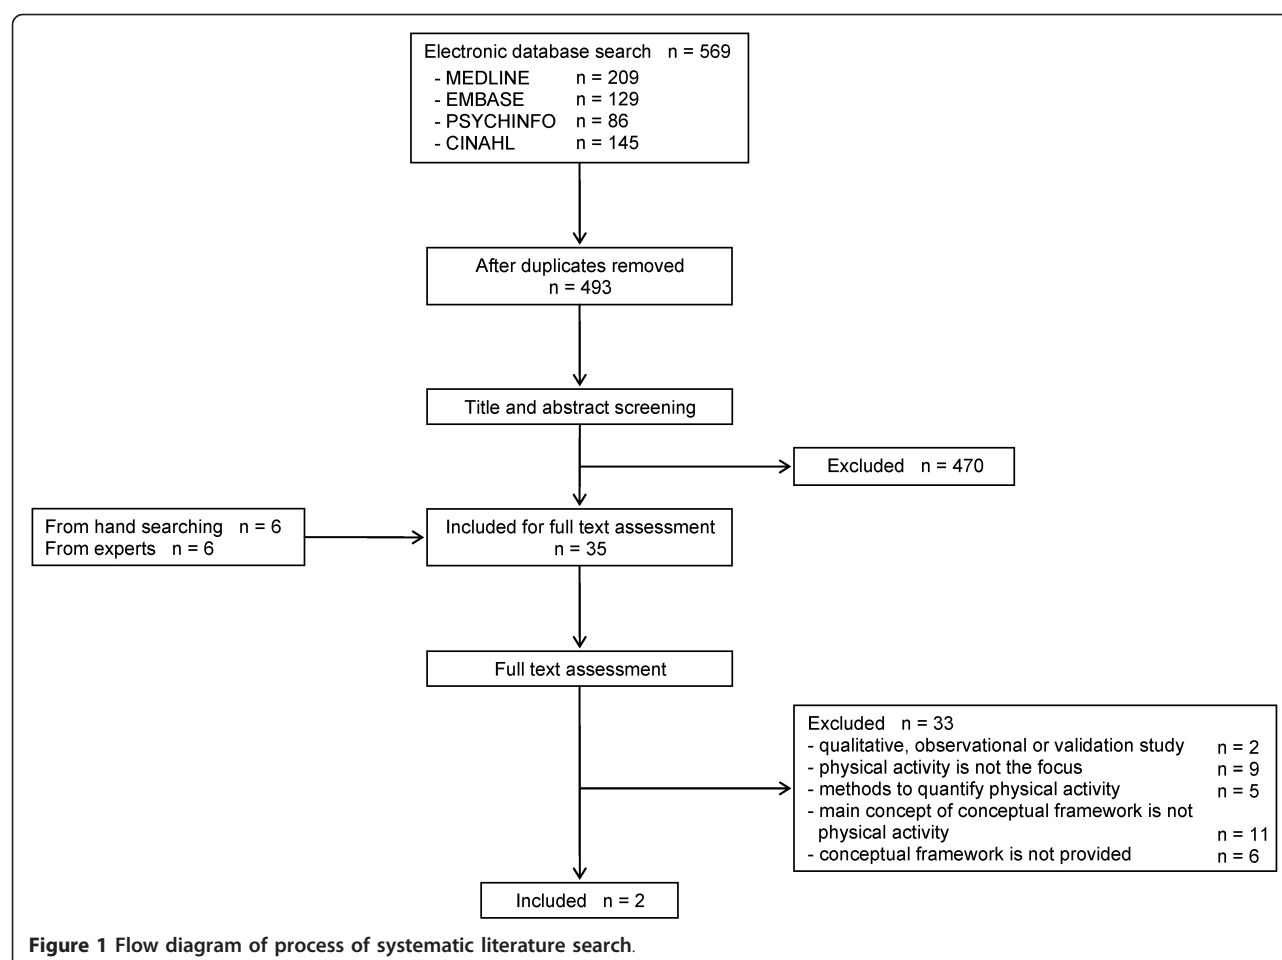 Electronic database search n = 569
- MEDLINE n = 209
- EMBASE n = 129
- PSYCHINFO n = 86
- CINAHL n = 145
After duplicates removed
n = 493
Title and abstract screening
Excluded n = 470
From hand searching n = 6
From experts n = 6
Included for full text assessment
n = 35
Full text assessment
Excluded n = 33
- qualitative, observational or validation study n = 2
- physical activity is not the focus n = 9
- methods to quantify physical activity n = 5
- main concept of conceptual framework is not
physical activity n = 11
- conceptual framework is not provided n = 6
Included n = 2
Figure 1 Flow diagram of process of systematic literature search.